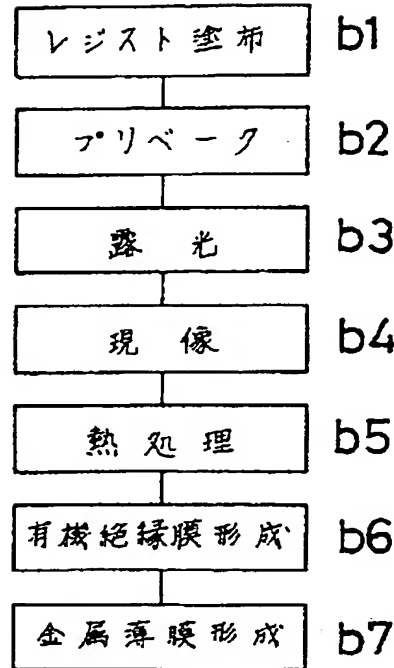 レジスト塗布 b1
プリベーク b2
露光 b3
現像 b4
熱処理 b5
有機絶縁膜形成 b6
金属薄膜形成 b7